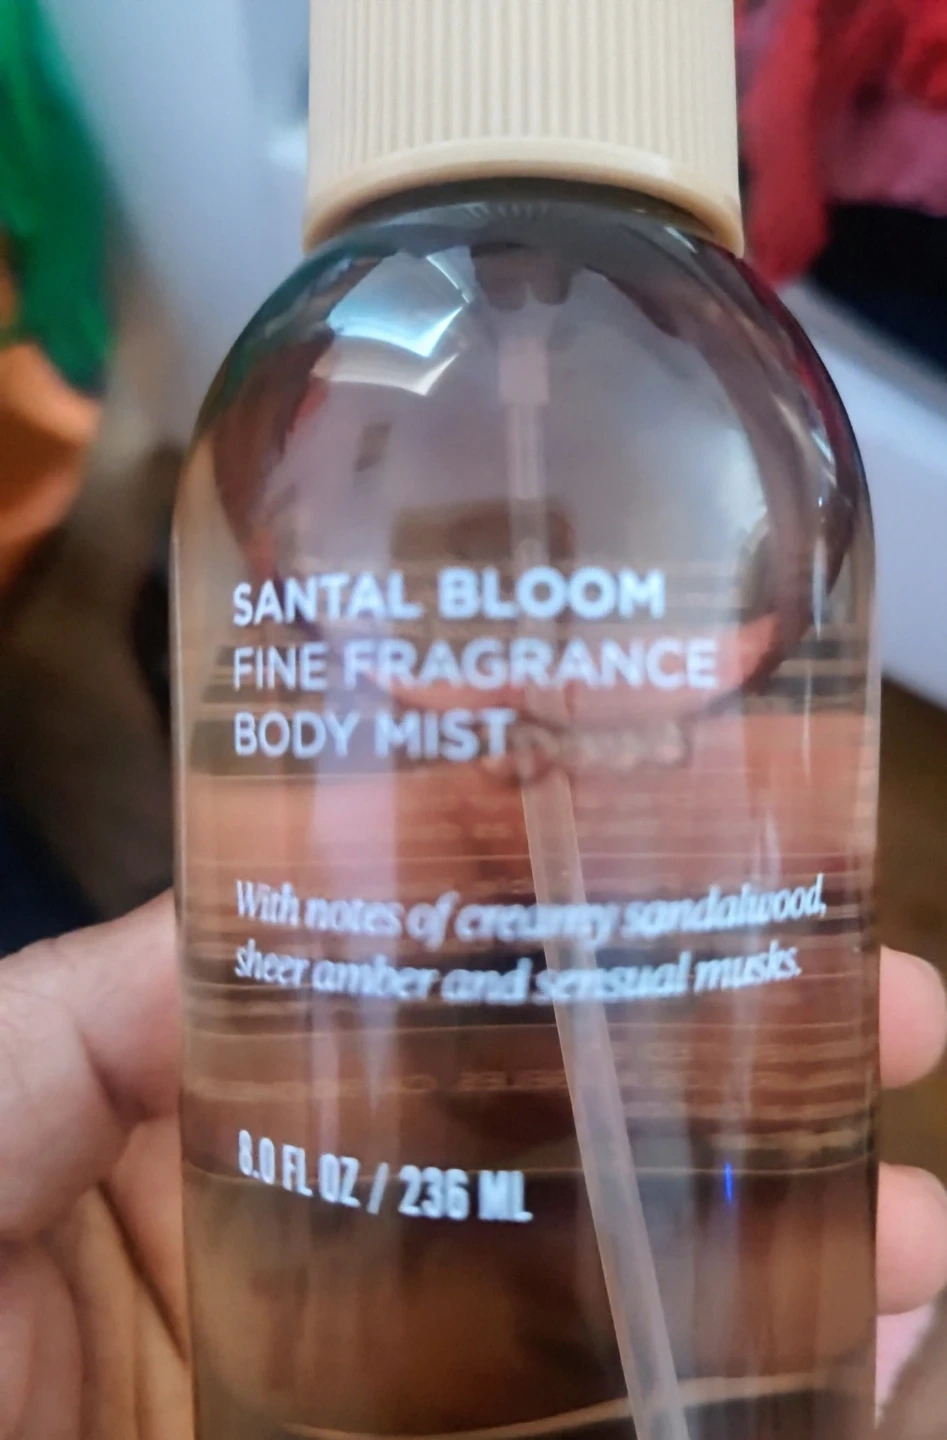 SANTAL BLOOM
FINE FRAGRANCE
BODY MIST
With notes of creamy sandalwood,
sheer amber and sensual musks.
8.0 FL OZ / 236 ML